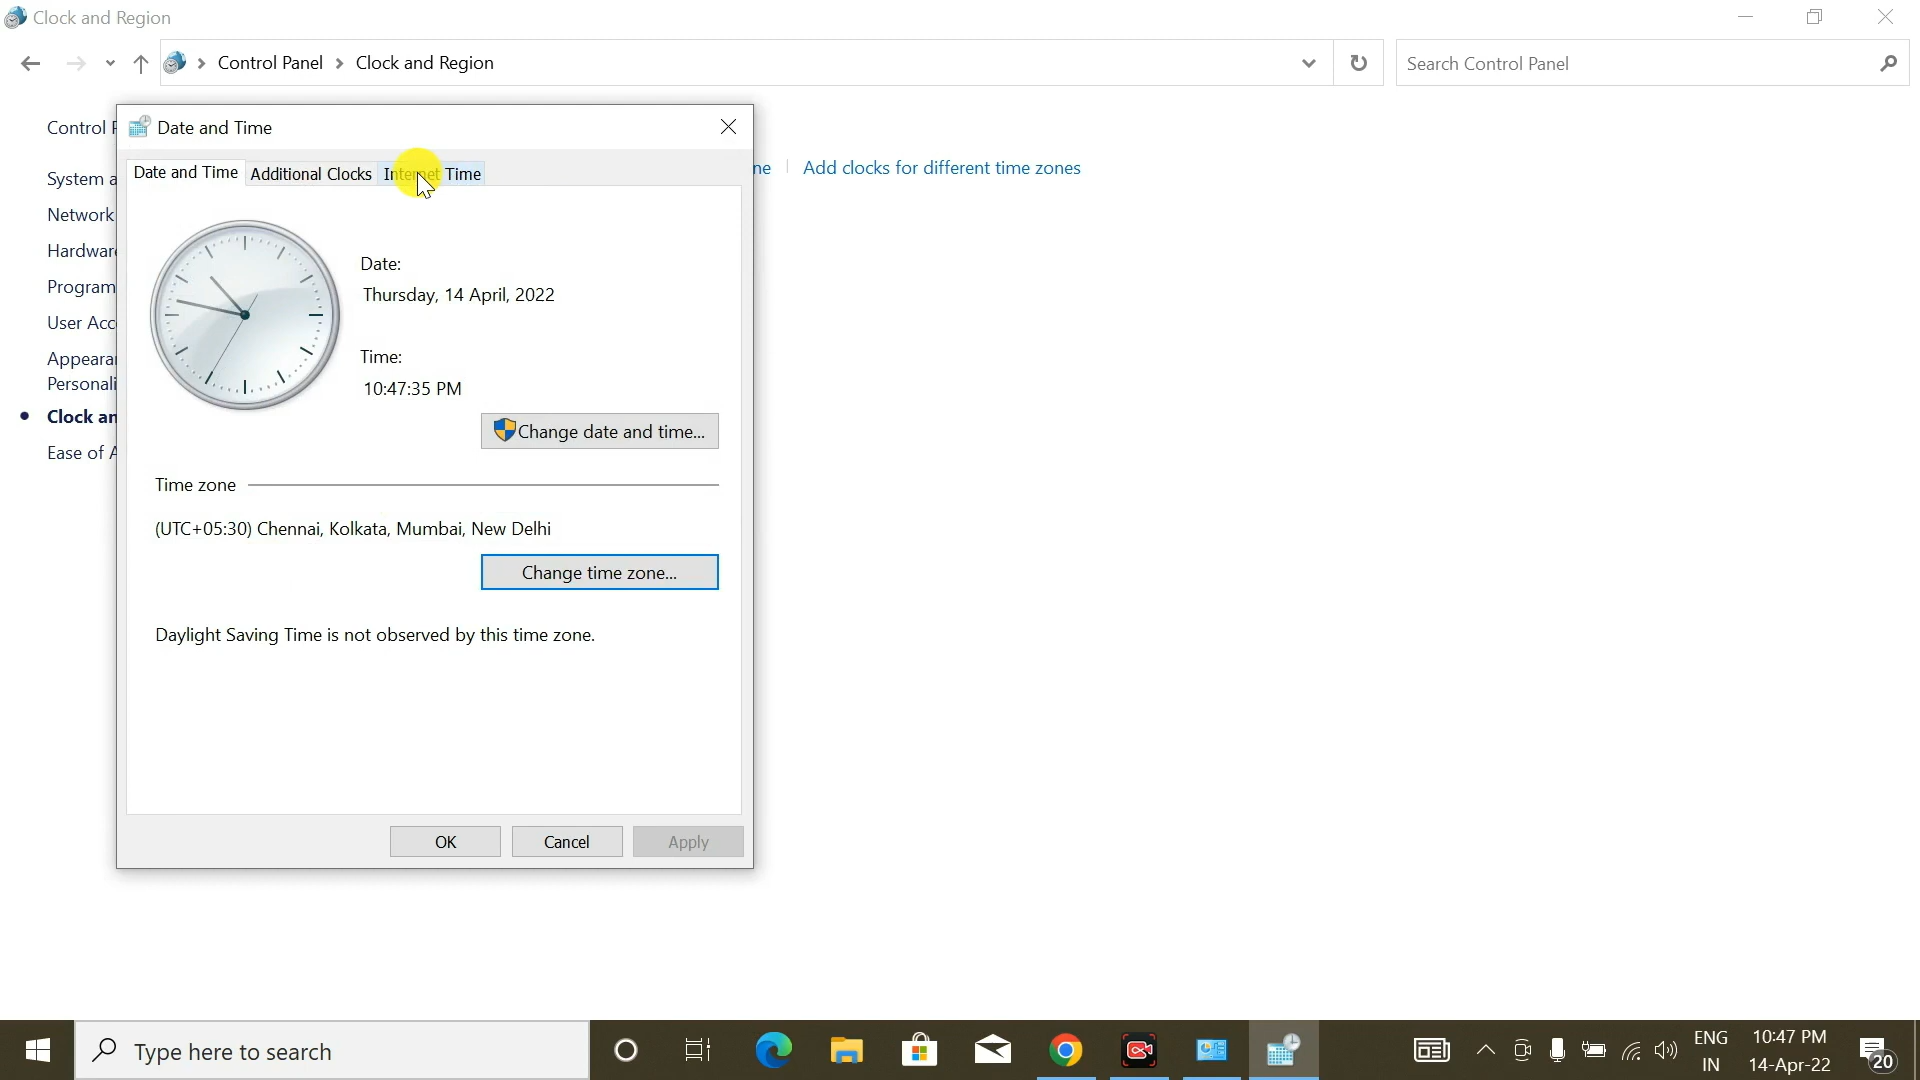 Clock and Region
Control Panel > Clock and Region
Search Control Panel
Control P
System a
Network
Hardware
Program
User Acc
Appearan
Personali
Clock an
Ease of A
Date and Time
Date and Time Additional Clocks Internet Time
ne | Add clocks for different time zones
Date:
Thursday, 14 April, 2022
Time:
10:47:35 PM
Change date and time...
Time zone
(UTC+05:30) Chennai, Kolkata, Mumbai, New Delhi
Change time zone...
Daylight Saving Time is not observed by this time zone.
OK Cancel Apply
Type here to search
ENG
IN
10:47 PM
14-Apr-22
20